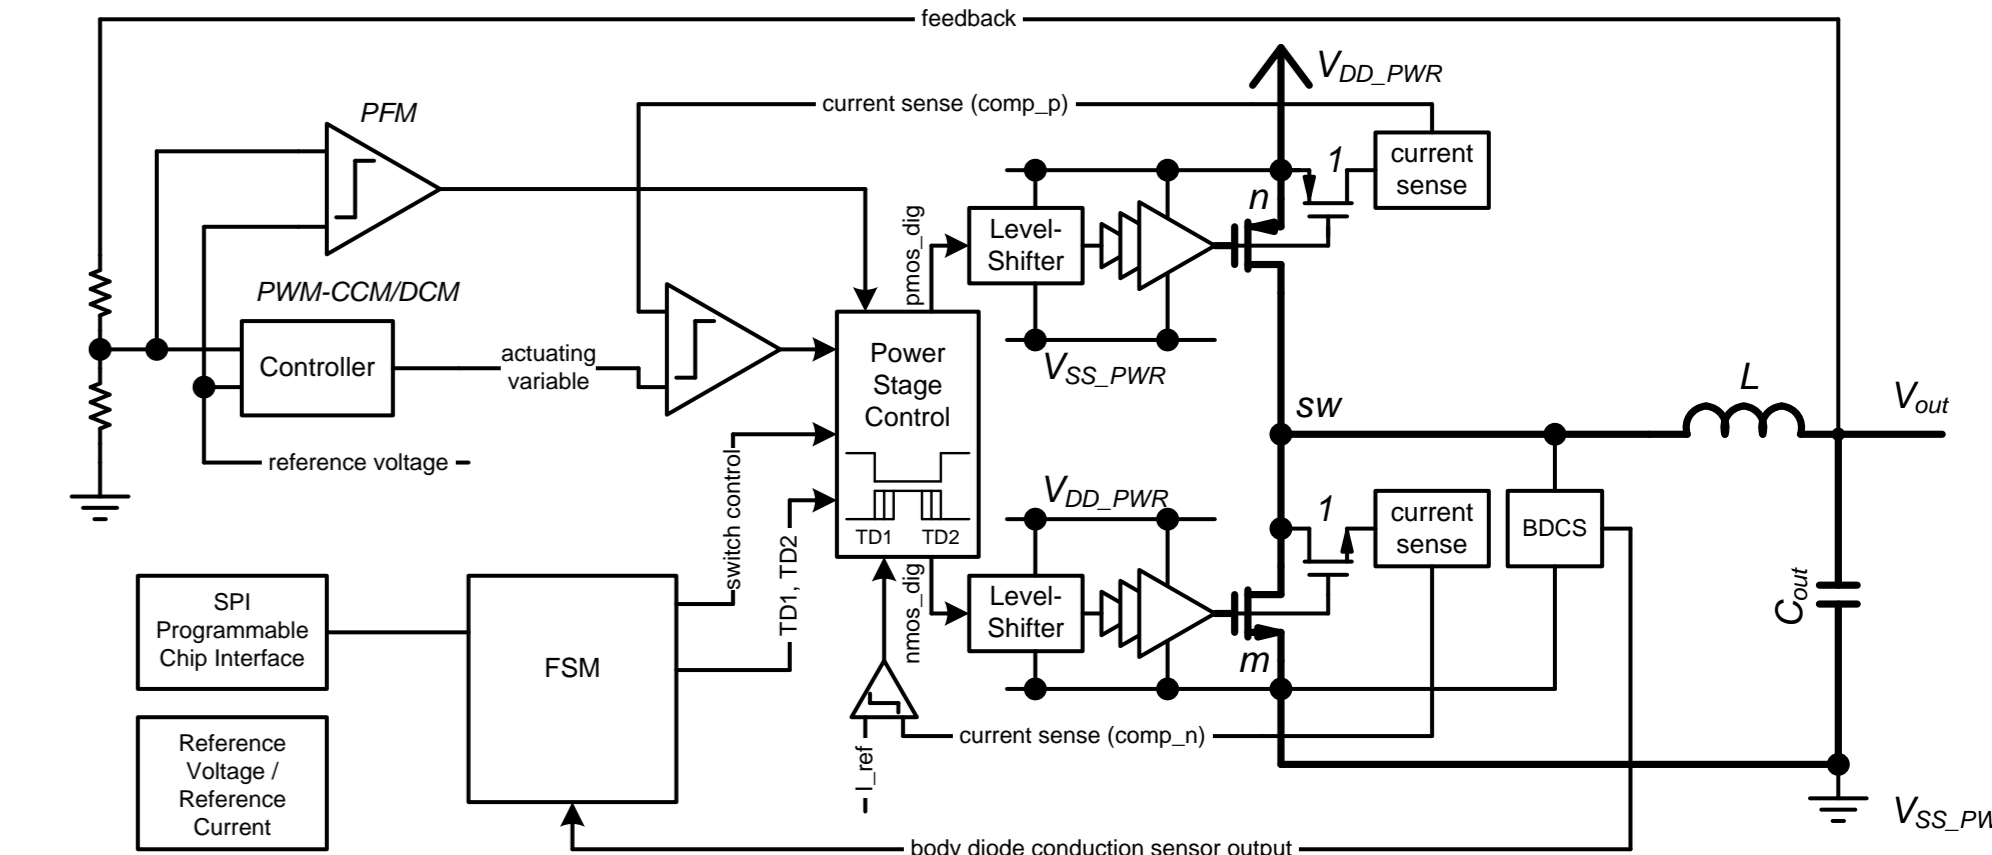 feedback
V_DD_PWR
PFM
current sense (comp_p)
1
current
sense
n
pmos_dig
Level-
Shifter
PWM-CCM/DCM
Controller
actuating
variable
Power
Stage
Control
V_SS_PWR
sw
L
V_out
reference voltage
switch control
TD1, TD2
TD1
TD2
V_DD_PWR
1
current
sense
BDCS
C_out
nmos_dig
Level-
Shifter
m
SPI
Programmable
Chip Interface
FSM
Reference
Voltage /
Reference
Current
I_ref
current sense (comp_n)
V_SS_PW
body diode conduction sensor output